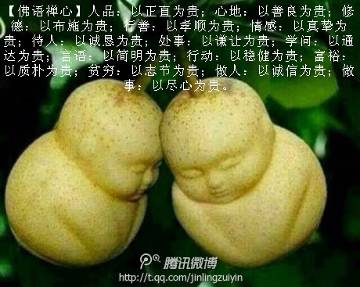 【佛语禅心】人品：以正直为贵；心地：以善良为贵；修
德：以布施为贵；行善：以孝顺为贵；情感：以真挚为
贵；待人：以诚恳为贵；处事：以谦让为贵；学问：以通
达为贵；言语：以简明为贵；行动：以稳健为贵；富裕：
以质朴为贵；贫穷：以志节为贵；做人：以诚信为贵；做
事：以尽心为贵。
腾讯微博
http://t.qq.com/jinlingzuiyin